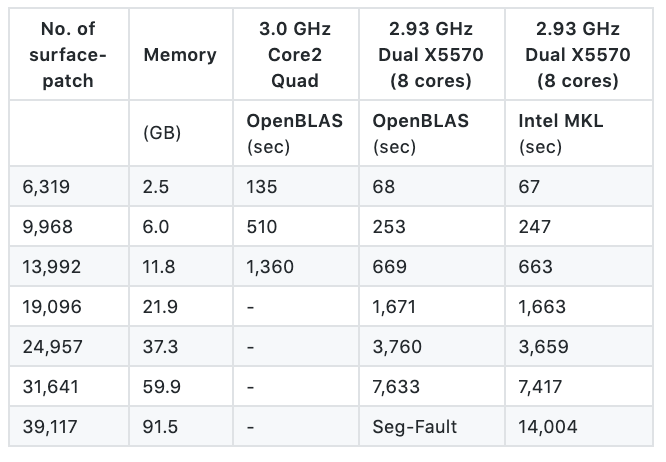 No. of surface-patch Memory 3.0 GHz Core2 Quad 2.93 GHz Dual X5570 (8 cores) 2.93 GHz Dual X5570 (8 cores)
(GB) OpenBLAS (sec) OpenBLAS (sec) Intel MKL (sec)
6,319 2.5 135 68 67
9,968 6.0 510 253 247
13,992 11.8 1,360 669 663
19,096 21.9 - 1,671 1,663
24,957 37.3 - 3,760 3,659
31,641 59.9 - 7,633 7,417
39,117 91.5 - Seg-Fault 14,004